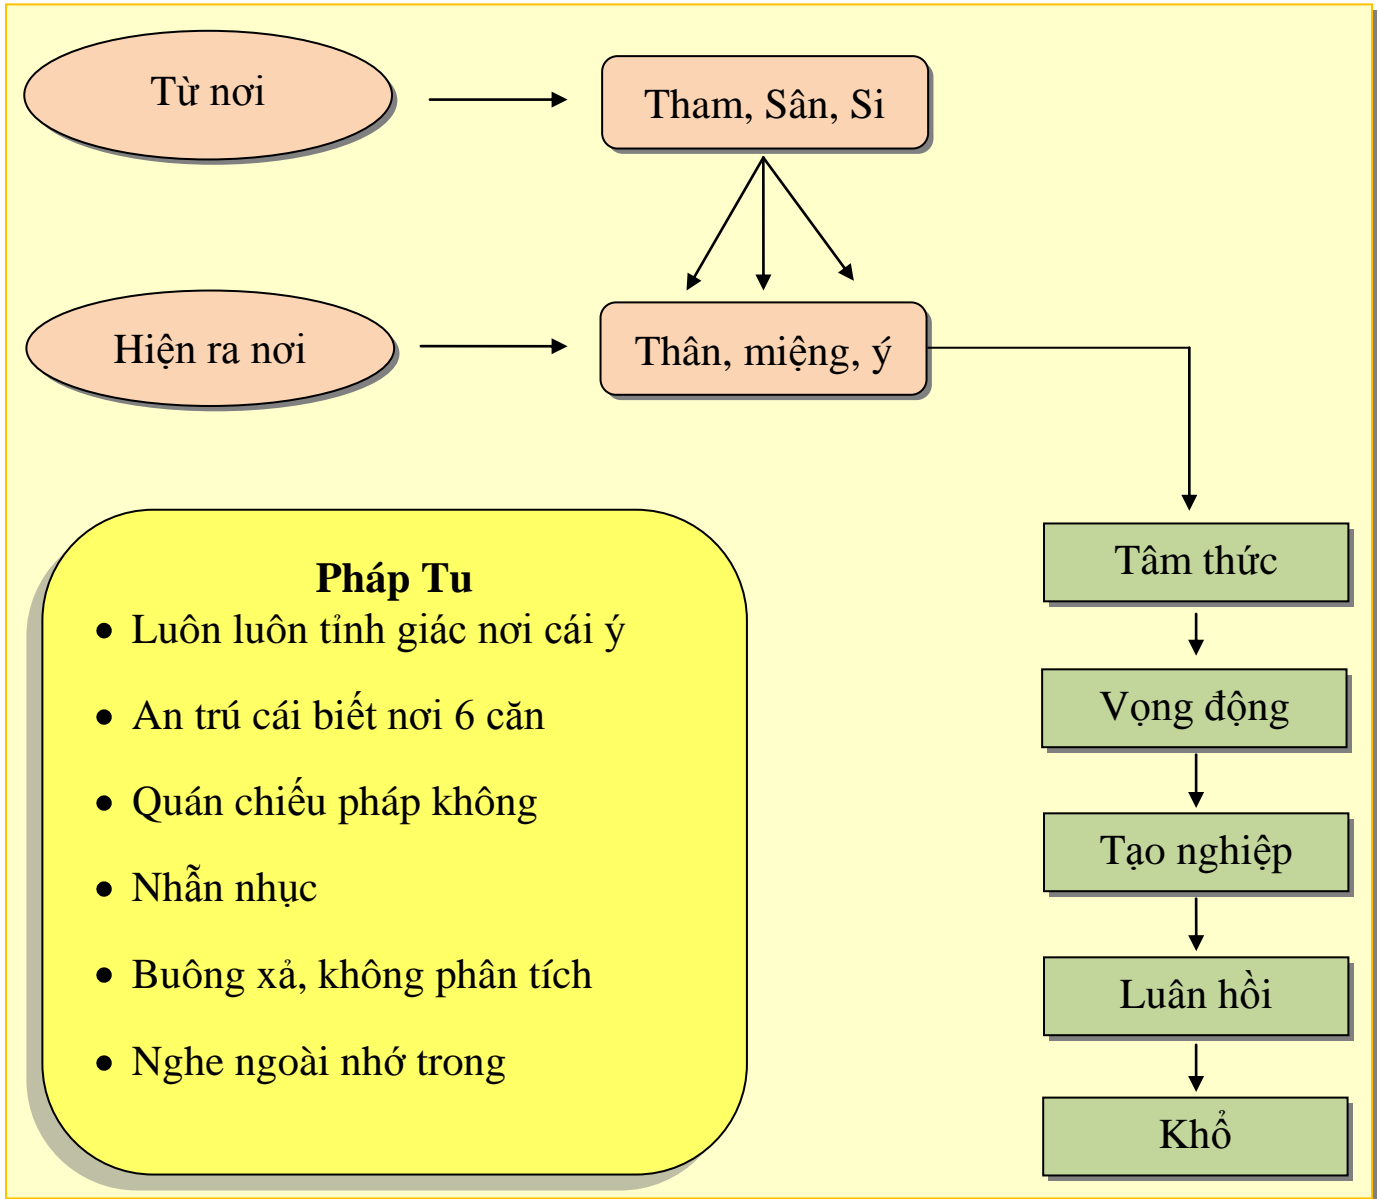 Từ nơi
Tham, Sân, Si
Hiện ra nơi
Thân, miệng, ý
Pháp Tu
• Luôn luôn tỉnh giác nơi cái ý
• An trú cái biết nơi 6 căn
• Quán chiếu pháp không
• Nhẫn nhục
• Buông xả, không phân tích
• Nghe ngoài nhớ trong
Tâm thức
Vọng động
Tạo nghiệp
Luân hồi
Khổ